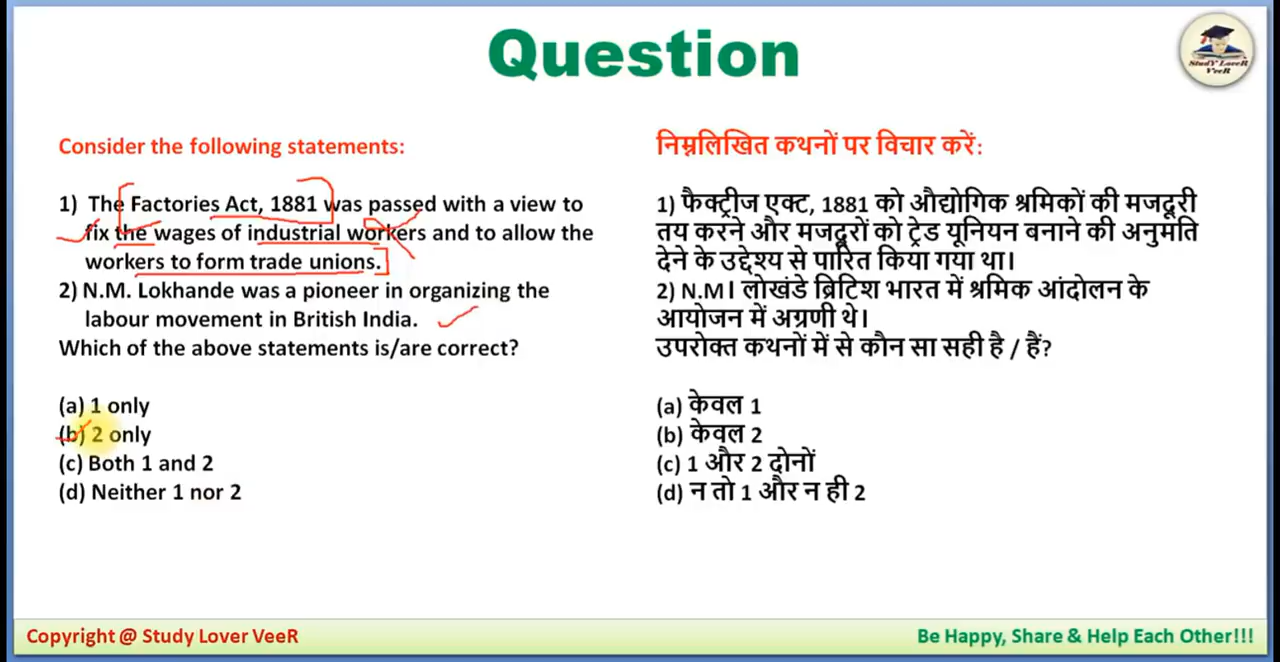 Question
StudY LoveR
VeeR
Consider the following statements:
1) The Factories Act, 1881 was passed with a view to
fix the wages of industrial workers and to allow the
workers to form trade unions.
2) N.M. Lokhande was a pioneer in organizing the
labour movement in British India.
Which of the above statements is/are correct?
(a) 1 only
(b) 2 only
(c) Both 1 and 2
(d) Neither 1 nor 2
निम्नलिखित कथनों पर विचार करें:
1) फैक्ट्रीज एक्ट, 1881 को औद्योगिक श्रमिकों की मजदूरी
तय करने और मजदूरों को ट्रेड यूनियन बनाने की अनुमति
देने के उद्देश्य से पारित किया गया था।
2) N.M। लोखंडे ब्रिटिश भारत में श्रमिक आंदोलन के
आयोजन में अग्रणी थे।
उपरोक्त कथनों में से कौन सा सही है / हैं?
(a) केवल 1
(b) केवल 2
(c) 1 और 2 दोनों
(d) न तो 1 और न ही 2
Copyright @ Study Lover VeeR
Be Happy, Share & Help Each Other!!!